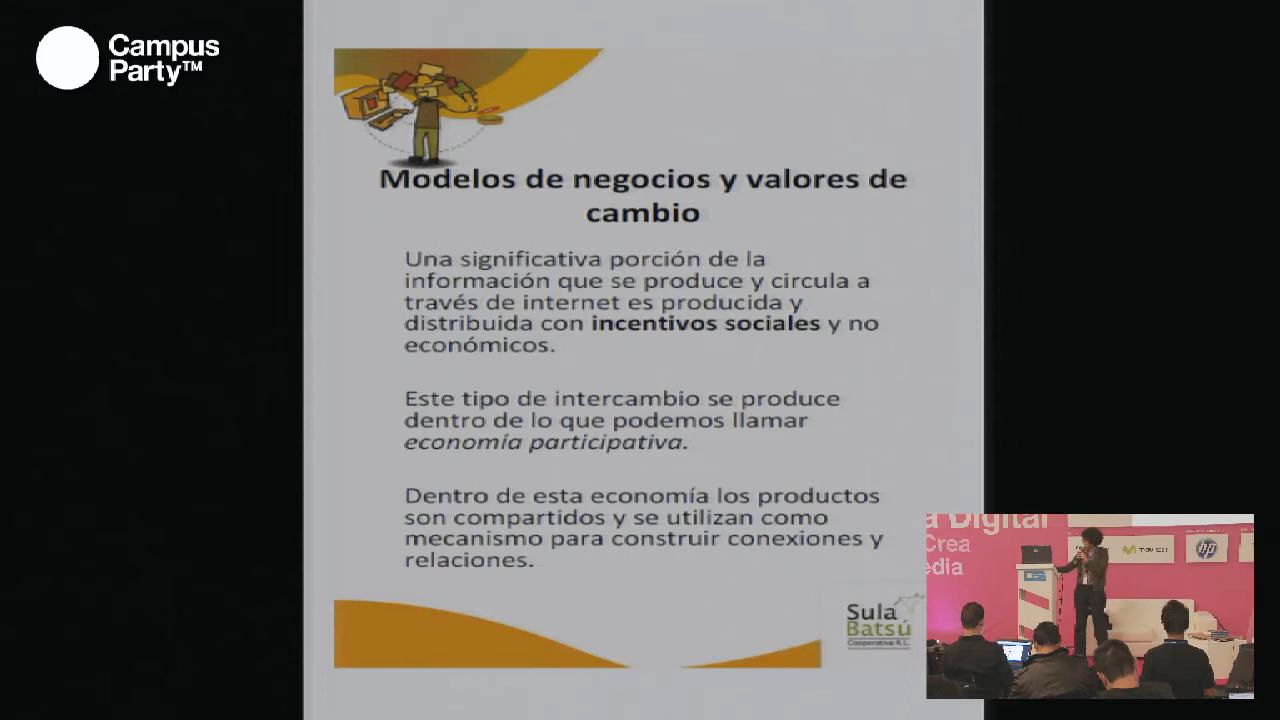 Campus
Party™
Modelos de negocios y valores de
cambio
Una significativa porción de la
información que se produce y circula a
través de internet es producida y
distribuida con incentivos sociales y no
económicos.
Este tipo de intercambio se produce
dentro de lo que podemos llamar
economía participativa.
Dentro de esta economía los productos
son compartidos y se utilizan como
mecanismo para construir conexiones y
relaciones.
Sula
Batsú
Cooperativa R.L.
a Digital
Crea
edia
movistar
hp